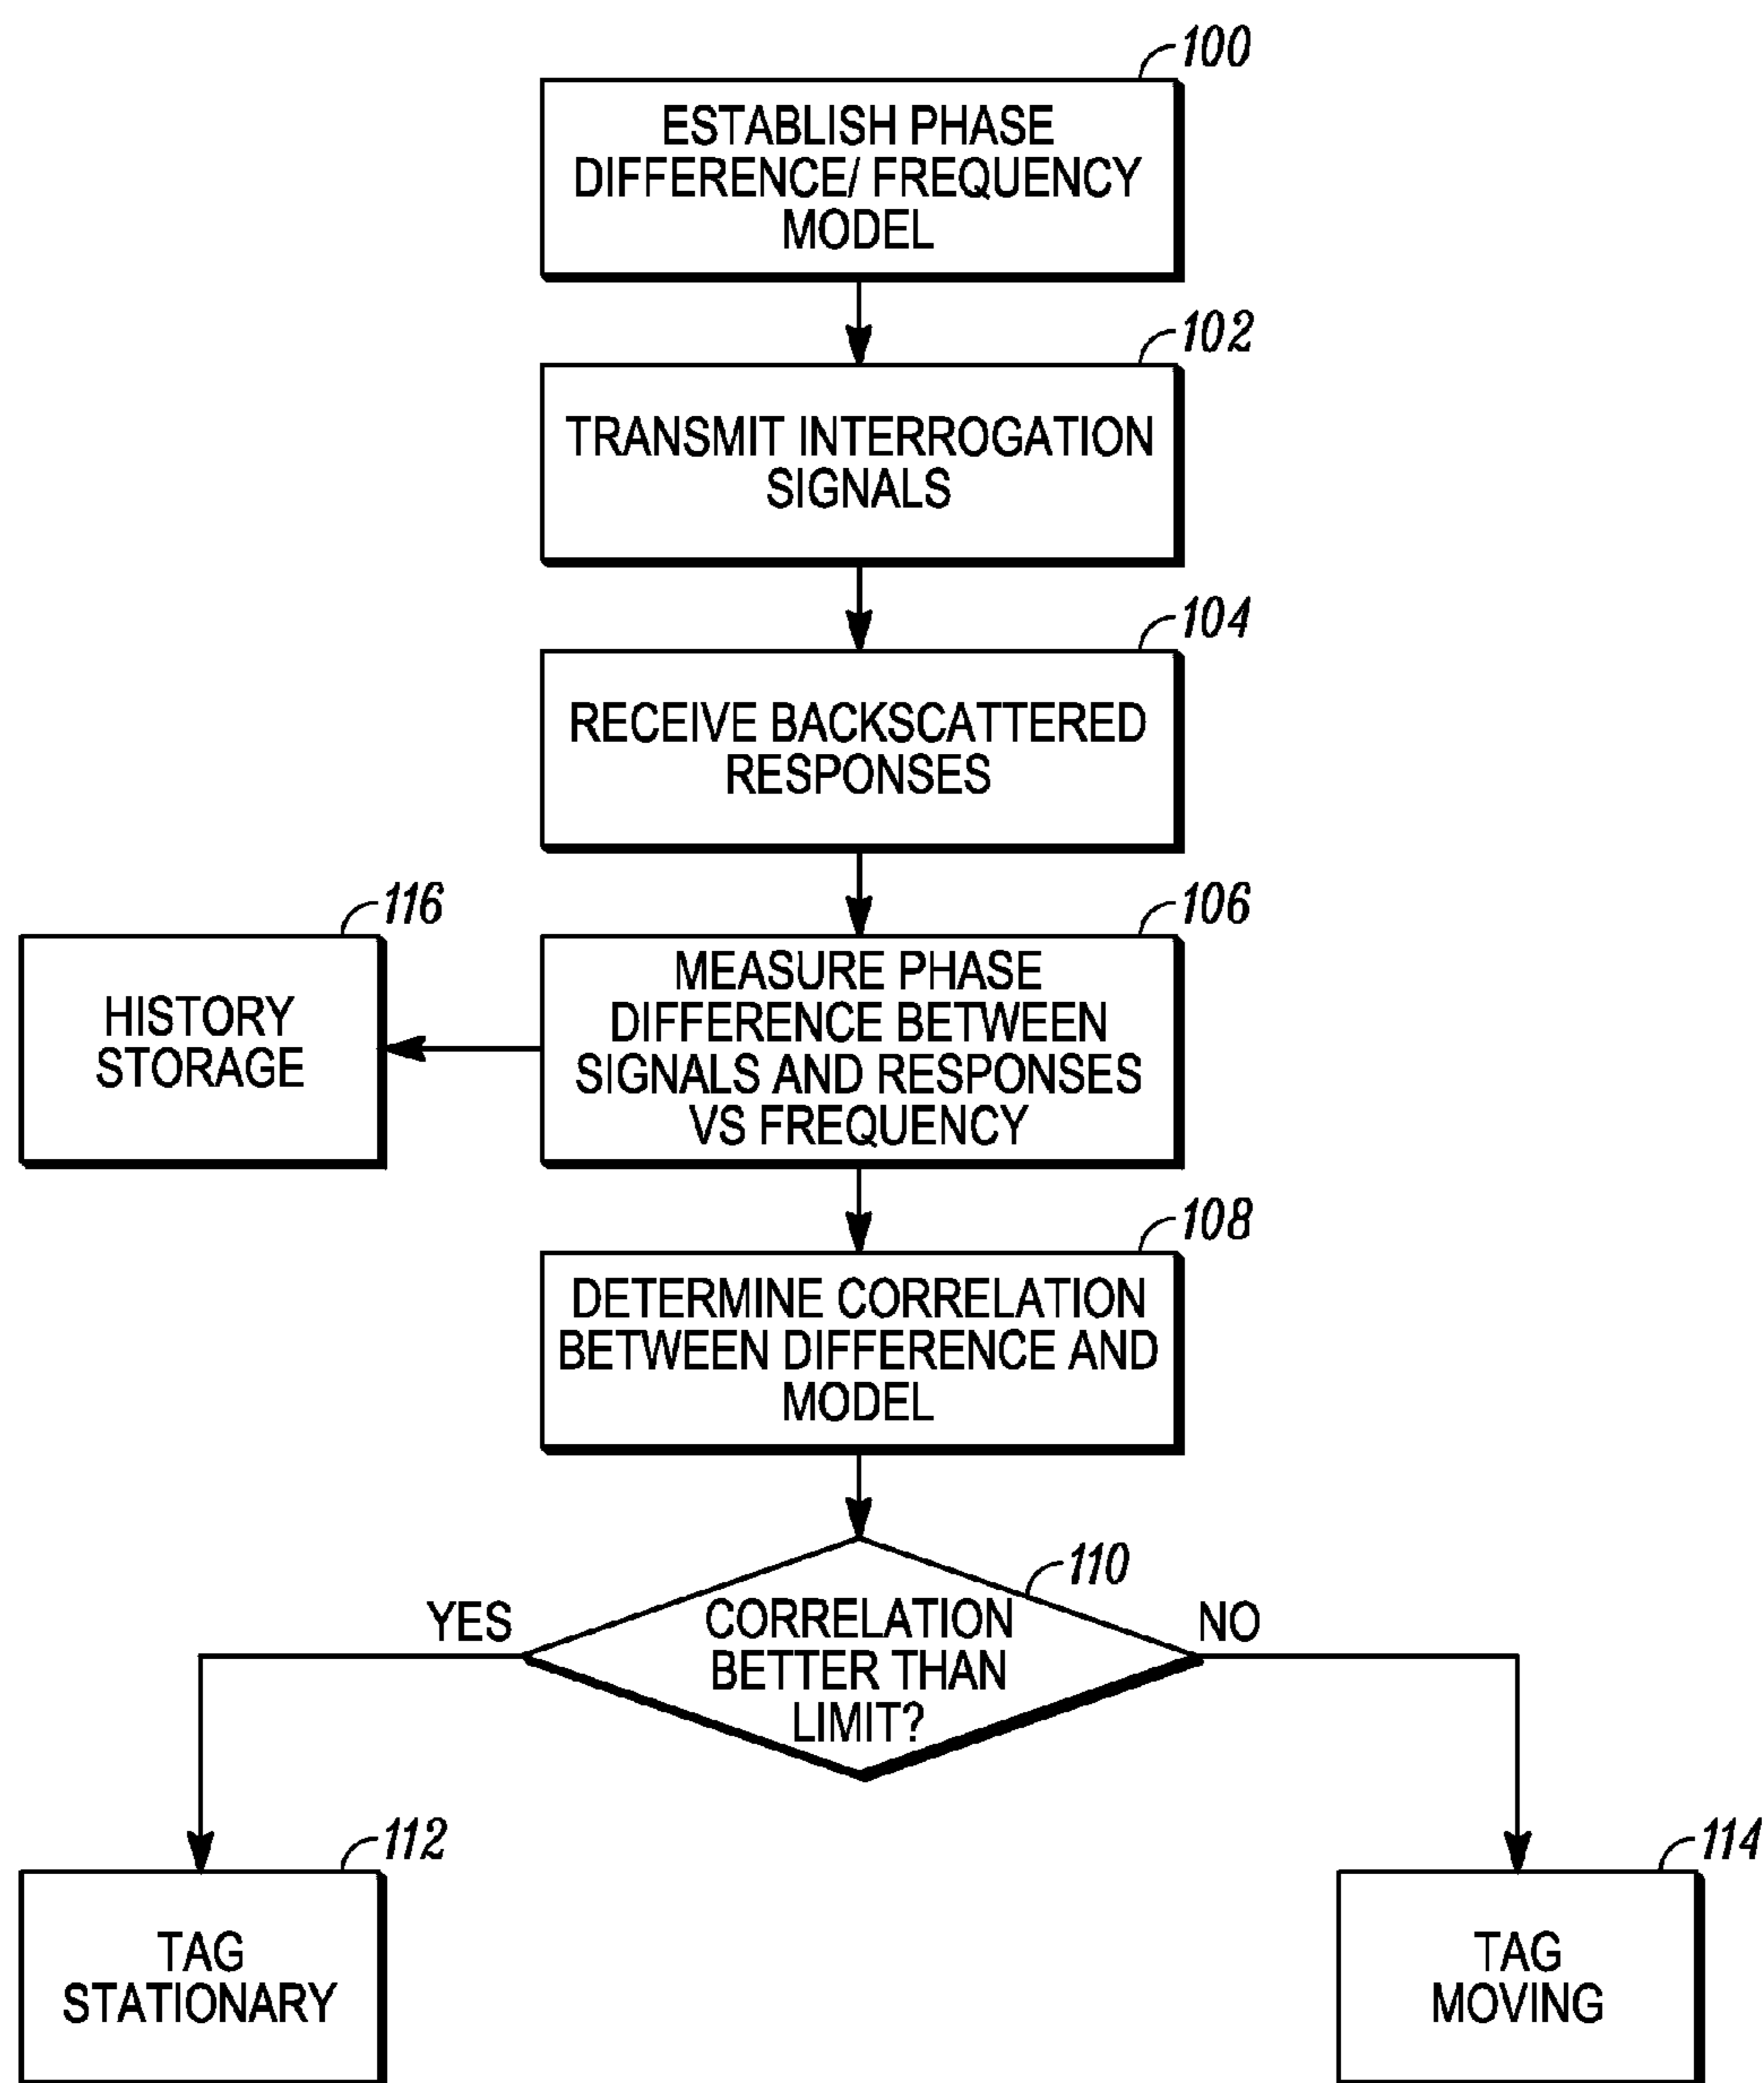 100
ESTABLISH PHASE
DIFFERENCE/ FREQUENCY
MODEL
102
TRANSMIT INTERROGATION
SIGNALS
104
RECEIVE BACKSCATTERED
RESPONSES
116
HISTORY
STORAGE
106
MEASURE PHASE
DIFFERENCE BETWEEN
SIGNALS AND RESPONSES
VS FREQUENCY
108
DETERMINE CORRELATION
BETWEEN DIFFERENCE AND
MODEL
110
YES
CORRELATION
BETTER THAN
LIMIT?
NO
112
TAG
STATIONARY
114
TAG
MOVING